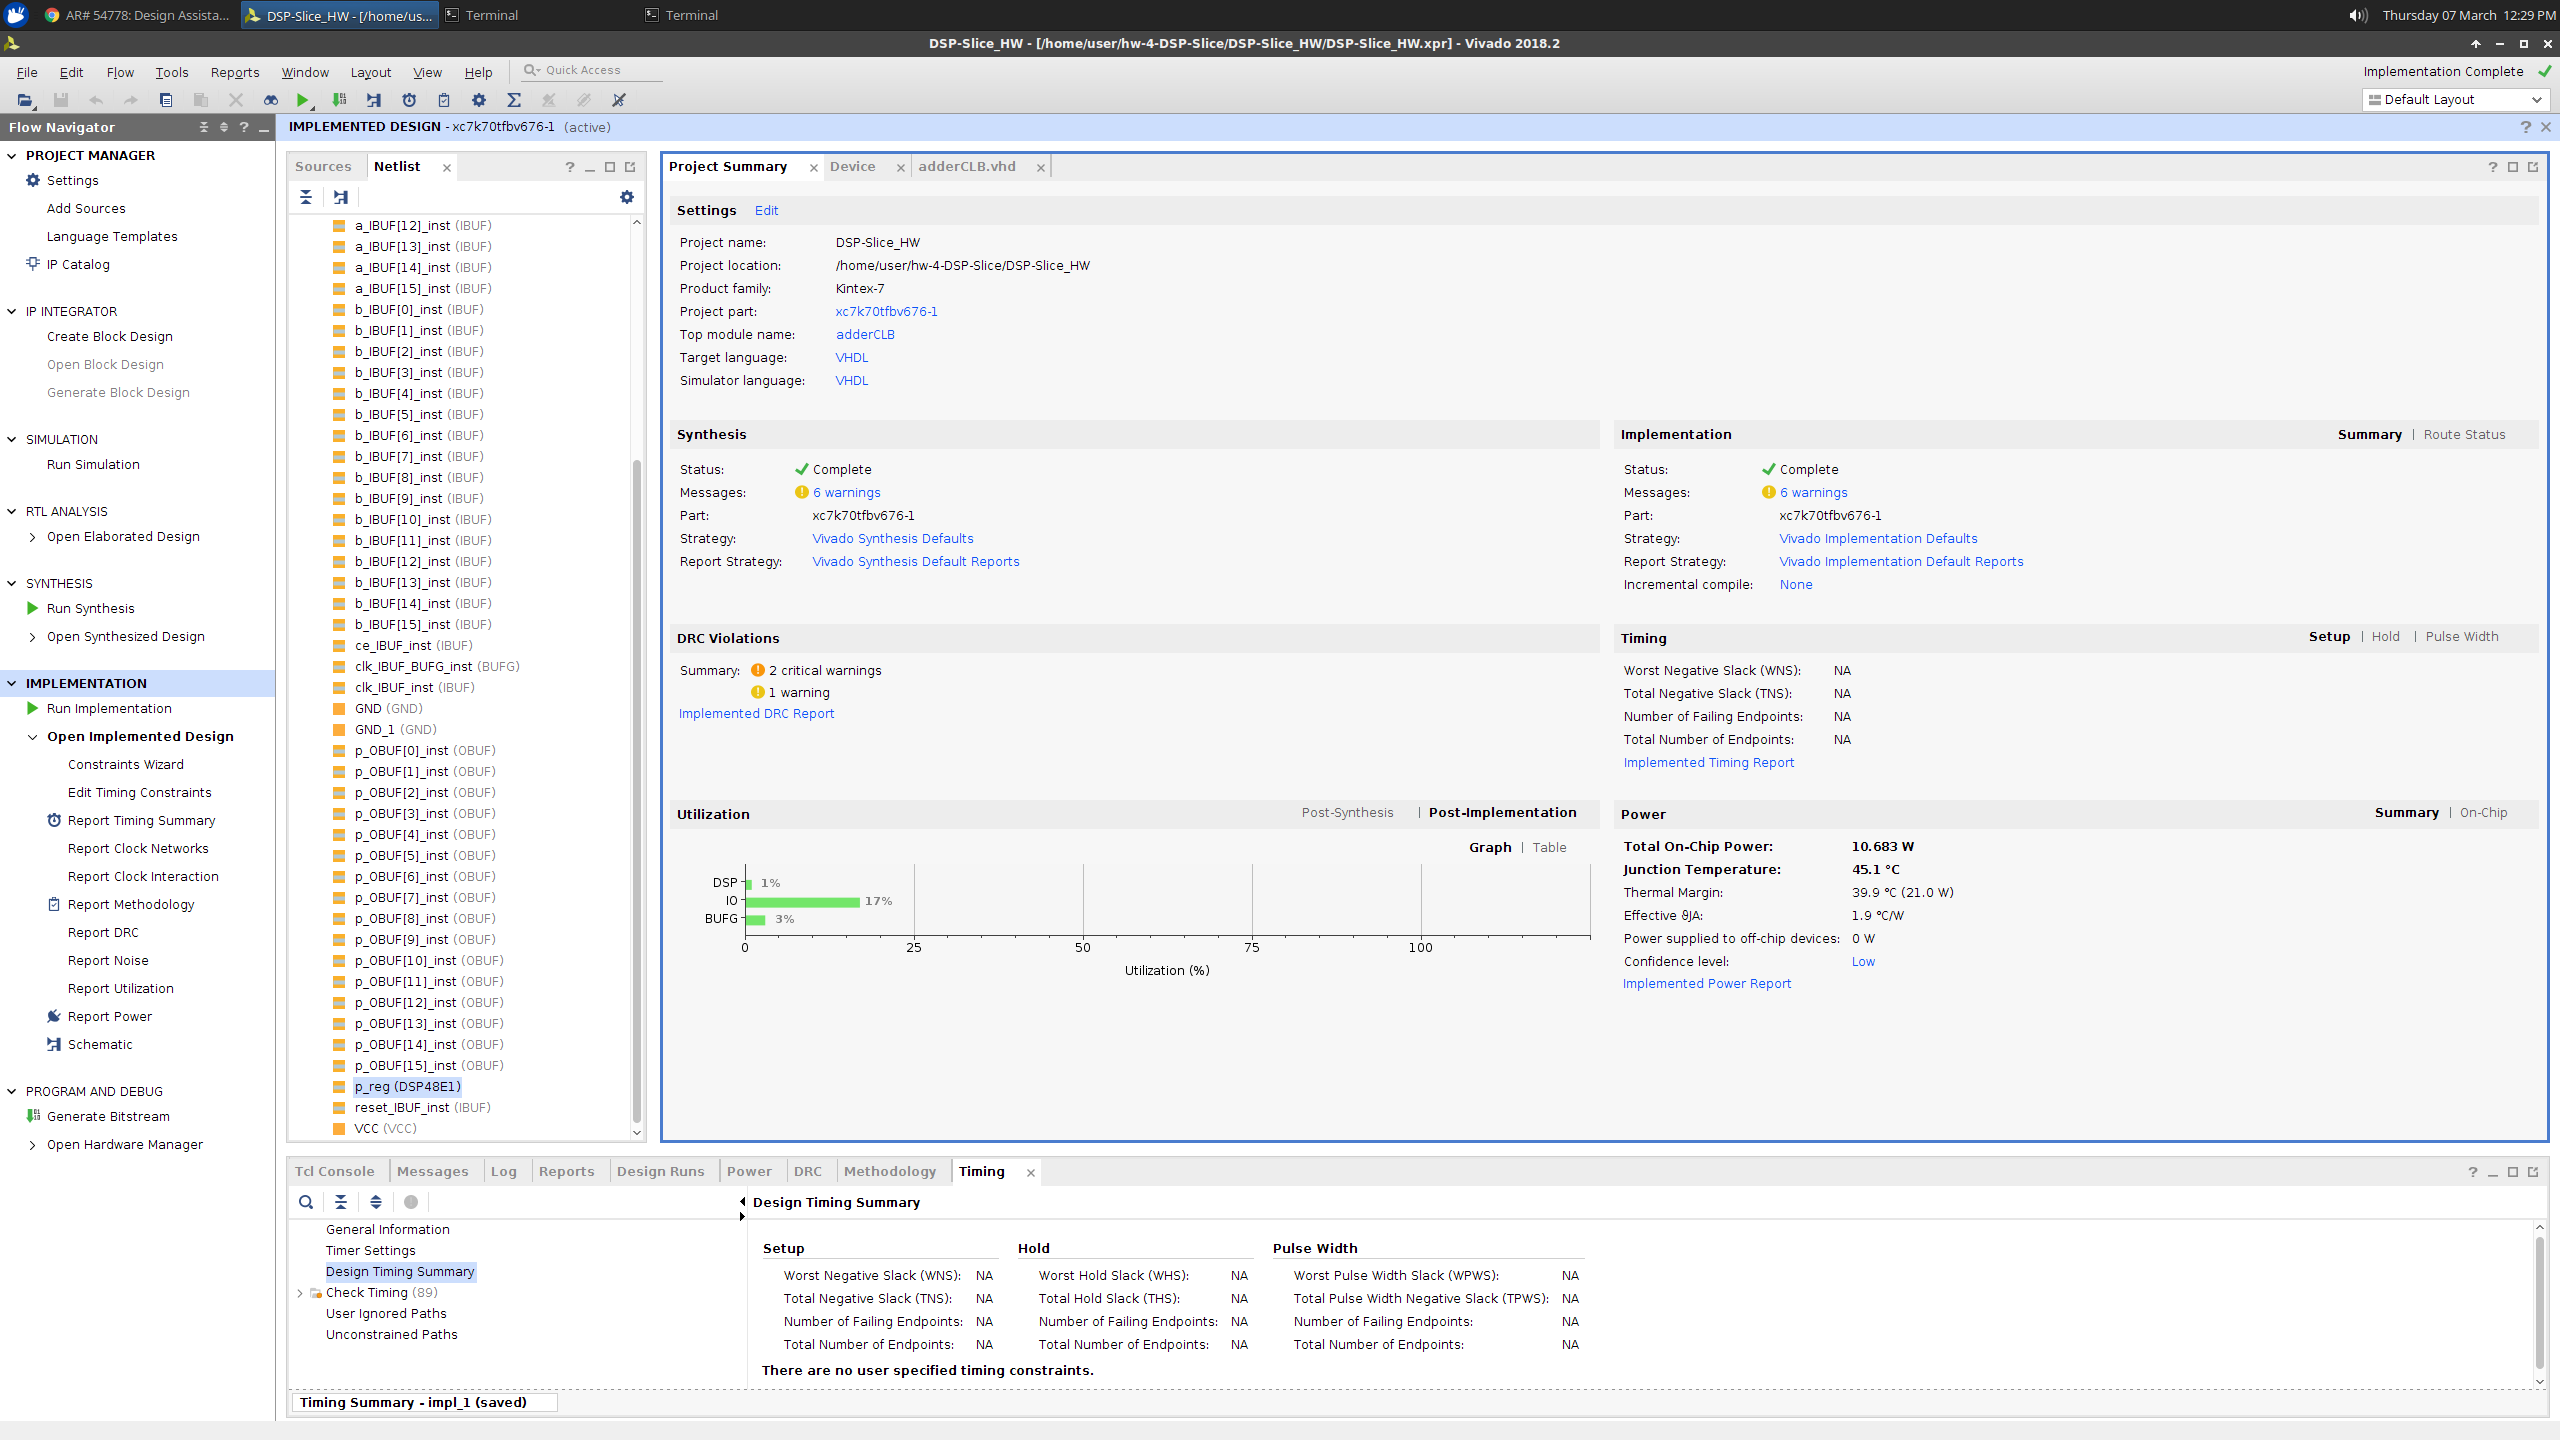 AR# 54778: Design Assista...
DSP-Slice_HW - [/home/us...
Terminal
Terminal
Thursday 07 March 12:29 PM
DSP-Slice_HW - [/home/user/hw-4-DSP-Slice/DSP-Slice_HW/DSP-Slice_HW.xpr] - Vivado 2018.2
File Edit Flow Tools Reports Window Layout View Help
Quick Access
Implementation Complete
Default Layout
Flow Navigator
IMPLEMENTED DESIGN - xc7k70tfbv676-1 (active)
PROJECT MANAGER
Settings
Add Sources
Language Templates
IP Catalog
IP INTEGRATOR
Create Block Design
Open Block Design
Generate Block Design
SIMULATION
Run Simulation
RTL ANALYSIS
Open Elaborated Design
SYNTHESIS
Run Synthesis
Open Synthesized Design
IMPLEMENTATION
Run Implementation
Open Implemented Design
Constraints Wizard
Edit Timing Constraints
Report Timing Summary
Report Clock Networks
Report Clock Interaction
Report Methodology
Report DRC
Report Noise
Report Utilization
Report Power
Schematic
PROGRAM AND DEBUG
Generate Bitstream
Open Hardware Manager
Sources Netlist
a_IBUF[12]_inst (IBUF)
a_IBUF[13]_inst (IBUF)
a_IBUF[14]_inst (IBUF)
a_IBUF[15]_inst (IBUF)
b_IBUF[0]_inst (IBUF)
b_IBUF[1]_inst (IBUF)
b_IBUF[2]_inst (IBUF)
b_IBUF[3]_inst (IBUF)
b_IBUF[4]_inst (IBUF)
b_IBUF[5]_inst (IBUF)
b_IBUF[6]_inst (IBUF)
b_IBUF[7]_inst (IBUF)
b_IBUF[8]_inst (IBUF)
b_IBUF[9]_inst (IBUF)
b_IBUF[10]_inst (IBUF)
b_IBUF[11]_inst (IBUF)
b_IBUF[12]_inst (IBUF)
b_IBUF[13]_inst (IBUF)
b_IBUF[14]_inst (IBUF)
b_IBUF[15]_inst (IBUF)
ce_IBUF_inst (IBUF)
clk_IBUF_BUFG_inst (BUFG)
clk_IBUF_inst (IBUF)
GND (GND)
GND_1 (GND)
p_OBUF[0]_inst (OBUF)
p_OBUF[1]_inst (OBUF)
p_OBUF[2]_inst (OBUF)
p_OBUF[3]_inst (OBUF)
p_OBUF[4]_inst (OBUF)
p_OBUF[5]_inst (OBUF)
p_OBUF[6]_inst (OBUF)
p_OBUF[7]_inst (OBUF)
p_OBUF[8]_inst (OBUF)
p_OBUF[9]_inst (OBUF)
p_OBUF[10]_inst (OBUF)
p_OBUF[11]_inst (OBUF)
p_OBUF[12]_inst (OBUF)
p_OBUF[13]_inst (OBUF)
p_OBUF[14]_inst (OBUF)
p_OBUF[15]_inst (OBUF)
p_reg (DSP48E1)
reset_IBUF_inst (IBUF)
VCC (VCC)
Project Summary Device adderCLB.vhd
Settings Edit
Project name: DSP-Slice_HW
Project location: /home/user/hw-4-DSP-Slice/DSP-Slice_HW
Product family: Kintex-7
Project part: xc7k70tfbv676-1
Top module name: adderCLB
Target language: VHDL
Simulator language: VHDL
Synthesis
Status: Complete
Messages: 6 warnings
Part: xc7k70tfbv676-1
Strategy: Vivado Synthesis Defaults
Report Strategy: Vivado Synthesis Default Reports
Implementation Summary | Route Status
Status: Complete
Messages: 6 warnings
Part: xc7k70tfbv676-1
Strategy: Vivado Implementation Defaults
Report Strategy: Vivado Implementation Default Reports
Incremental compile: None
DRC Violations
Summary: 2 critical warnings
1 warning
Implemented DRC Report
Timing Setup | Hold | Pulse Width
Worst Negative Slack (WNS): NA
Total Negative Slack (TNS): NA
Number of Failing Endpoints: NA
Total Number of Endpoints: NA
Implemented Timing Report
Utilization Post-Synthesis | Post-Implementation
Graph | Table
DSP 1%
IO 17%
BUFG 3%
0 25 50 75 100
Utilization (%)
Power Summary | On-Chip
Total On-Chip Power: 10.683 W
Junction Temperature: 45.1 °C
Thermal Margin: 39.9 °C (21.0 W)
Effective ϑJA: 1.9 °C/W
Power supplied to off-chip devices: 0 W
Confidence level: Low
Implemented Power Report
Tcl Console Messages Log Reports Design Runs Power DRC Methodology Timing
General Information
Timer Settings
Design Timing Summary
Check Timing (89)
User Ignored Paths
Unconstrained Paths
Design Timing Summary
Setup Hold Pulse Width
Worst Negative Slack (WNS): NA Worst Hold Slack (WHS): NA Worst Pulse Width Slack (WPWS): NA
Total Negative Slack (TNS): NA Total Hold Slack (THS): NA Total Pulse Width Negative Slack (TPWS): NA
Number of Failing Endpoints: NA Number of Failing Endpoints: NA Number of Failing Endpoints: NA
Total Number of Endpoints: NA Total Number of Endpoints: NA Total Number of Endpoints: NA
There are no user specified timing constraints.
Timing Summary - impl_1 (saved)